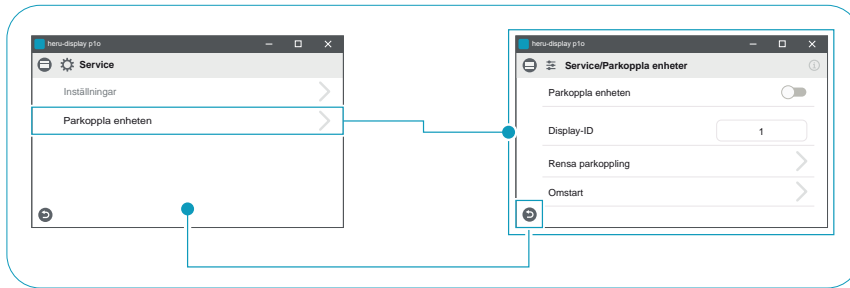 heru-display p1o
Service
Inställningar
Parkoppla enheten
heru-display p1o
Service/Parkoppla enheter
Parkoppla enheten
Display-ID 1
Rensa parkoppling
Omstart